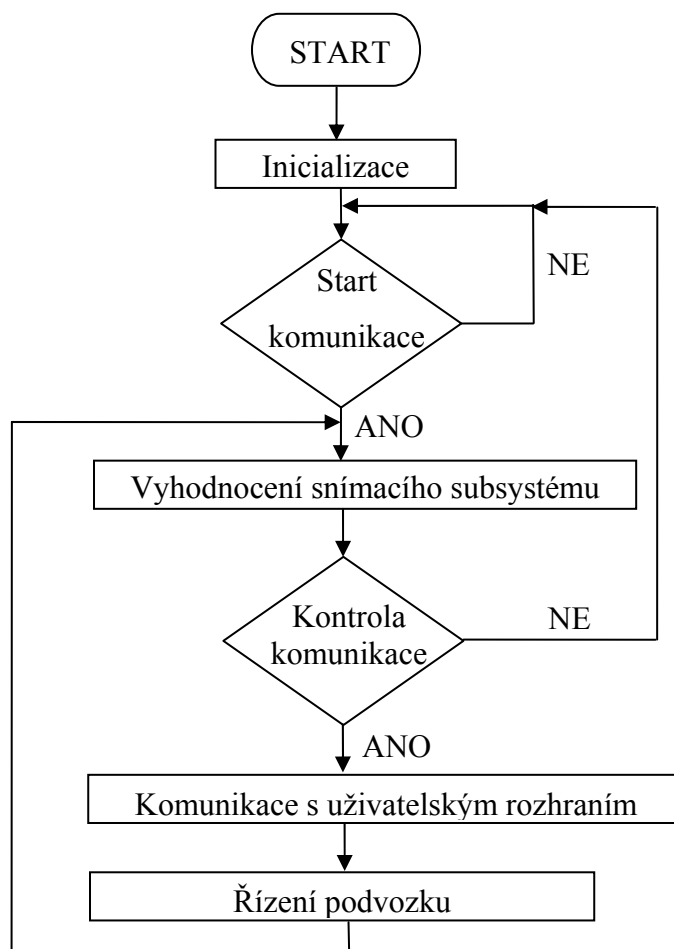 START
Inicializace
Start
NE
komunikace
ANO
Vyhodnocení snímacího subsystému
Kontrola
NE
komunikace
ANO
Komunikace s uživatelským rozhraním
Řízení podvozku